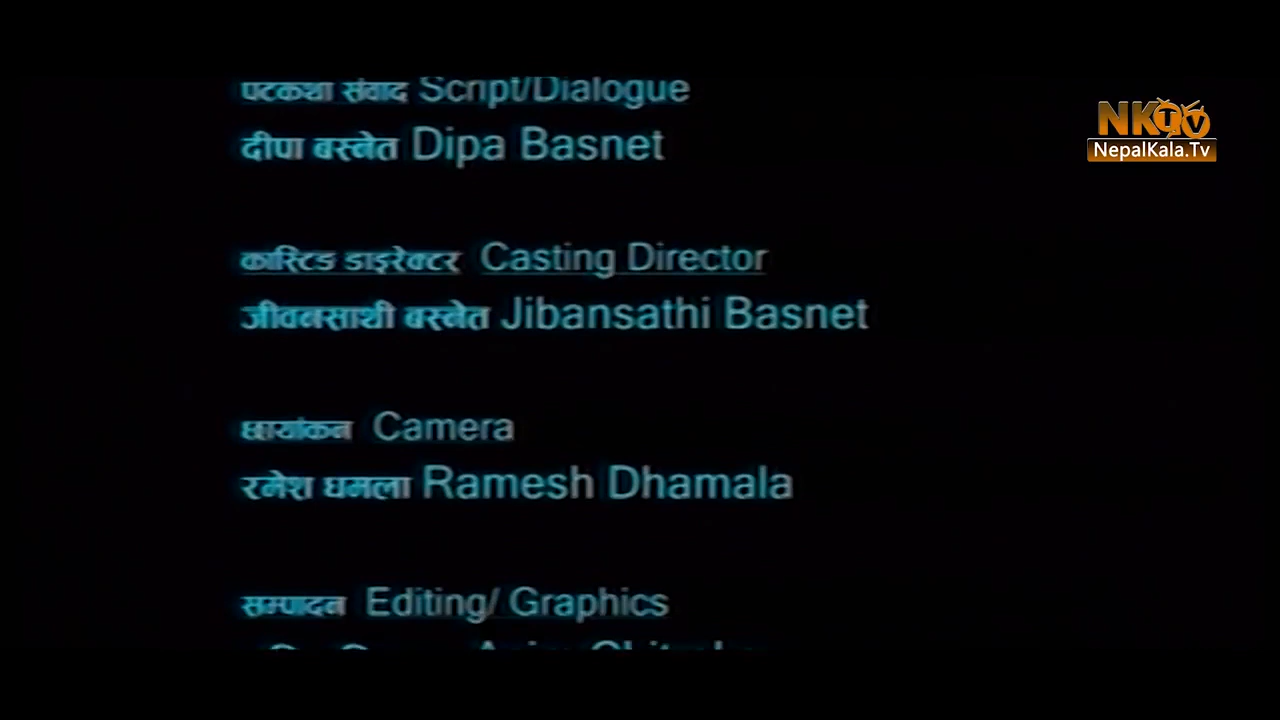 पटकथा संवाद Script/Dialogue
दीपा बस्नेत Dipa Basnet
NKTV
NepalKala.Tv
कास्टिङ डाइरेक्टर Casting Director
जीवनसाथी बस्नेत Jibansathi Basnet
छायांकन Camera
रमेश धमला Ramesh Dhamala
सम्पादन Editing/ Graphics